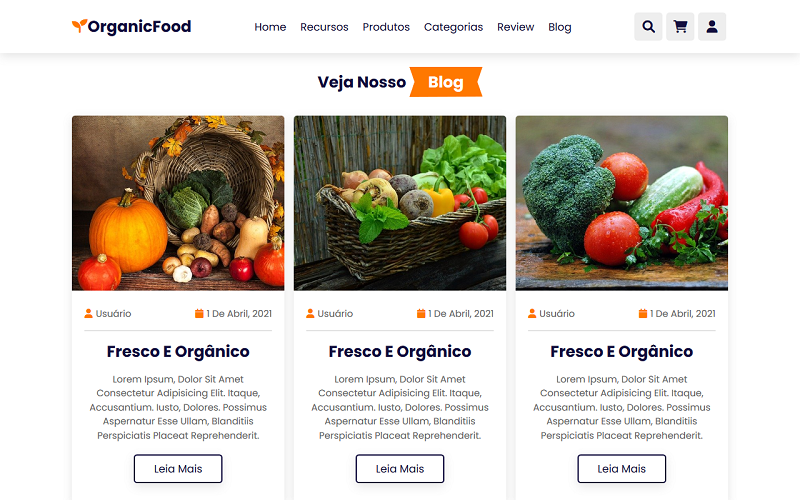 OrganicFood
Home Recursos Produtos Categorias Review Blog
Veja Nosso Blog
Usuário 1 De Abril, 2021
Fresco E Orgânico
Lorem Ipsum, Dolor Sit Amet
Consectetur Adipisicing Elit. Itaque,
Accusantium. Iusto, Dolores. Possimus
Aspernatur Esse Ullam, Blanditiis
Perspiciatis Placeat Reprehenderit.
Leia Mais
Usuário 1 De Abril, 2021
Fresco E Orgânico
Lorem Ipsum, Dolor Sit Amet
Consectetur Adipisicing Elit. Itaque,
Accusantium. Iusto, Dolores. Possimus
Aspernatur Esse Ullam, Blanditiis
Perspiciatis Placeat Reprehenderit.
Leia Mais
Usuário 1 De Abril, 2021
Fresco E Orgânico
Lorem Ipsum, Dolor Sit Amet
Consectetur Adipisicing Elit. Itaque,
Accusantium. Iusto, Dolores. Possimus
Aspernatur Esse Ullam, Blanditiis
Perspiciatis Placeat Reprehenderit.
Leia Mais